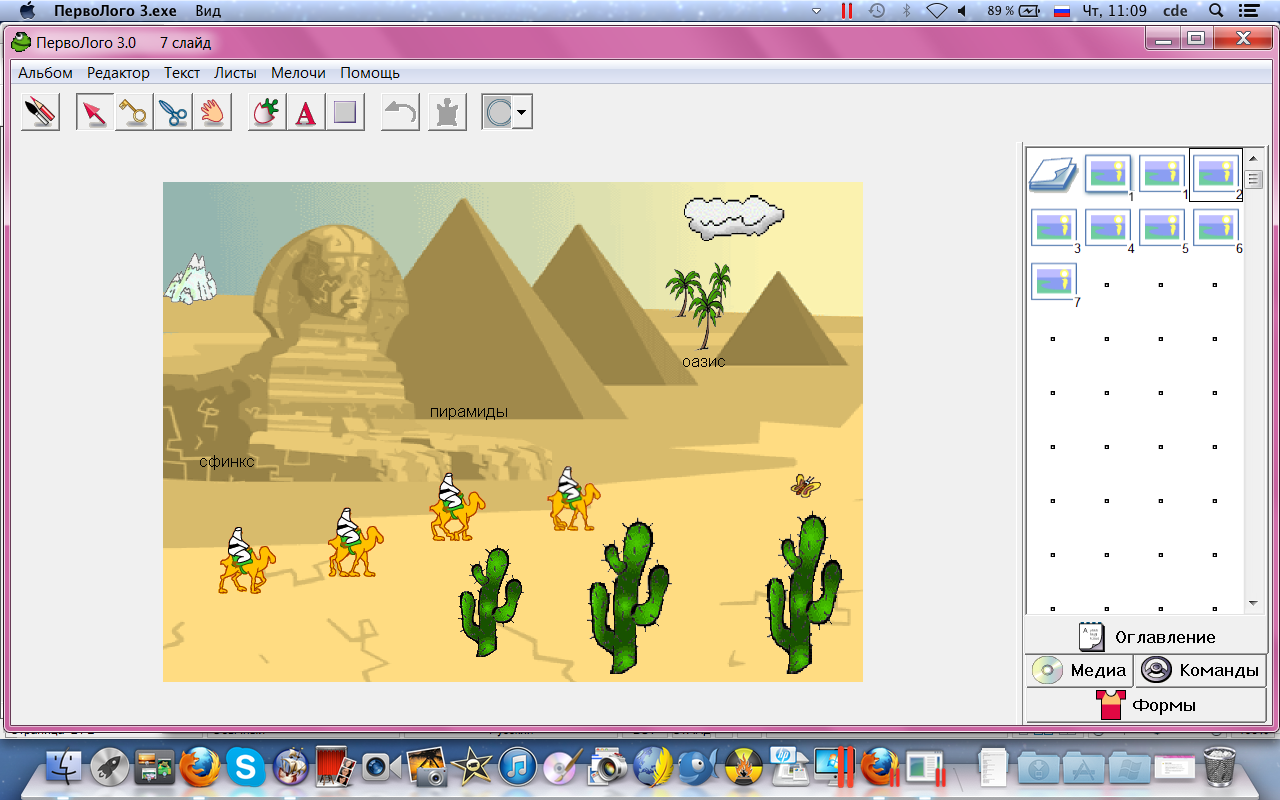 ПервоЛого 3.exe Вид
89 % Чт, 11:09 cde
ПервоЛого 3.0 7 слайд
Альбом Редактор Текст Листы Мелочи Помощь
1 1 2
3 4 5 6
7
оазис
пирамиды
сфинкс
Оглавление
Медиа Команды
Формы